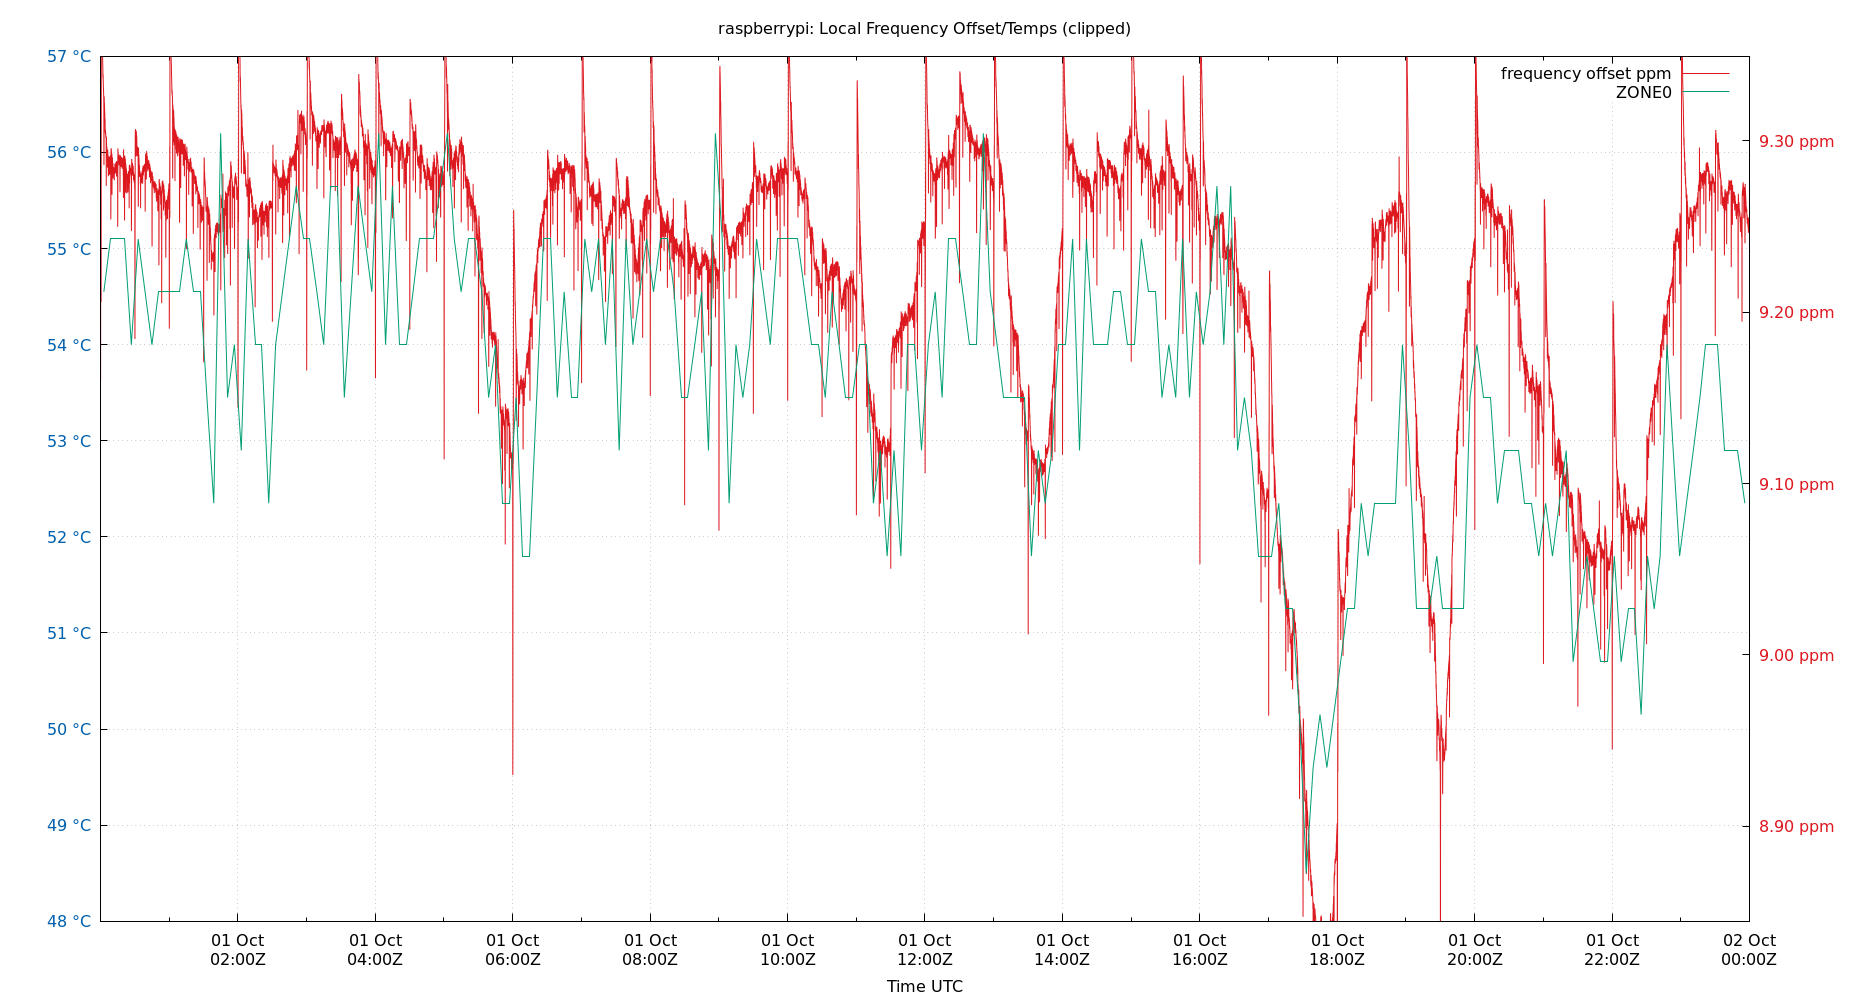 raspberrypi: Local Frequency Offset/Temps (clipped)
57 °C
56 °C
55 °C
54 °C
53 °C
52 °C
51 °C
50 °C
49 °C
48 °C
frequency offset ppm
ZONE0
9.30 ppm
9.20 ppm
9.10 ppm
9.00 ppm
8.90 ppm
01 Oct
02:00Z
01 Oct
04:00Z
01 Oct
06:00Z
01 Oct
08:00Z
01 Oct
10:00Z
01 Oct
12:00Z
01 Oct
14:00Z
01 Oct
16:00Z
01 Oct
18:00Z
01 Oct
20:00Z
01 Oct
22:00Z
02 Oct
00:00Z
Time UTC